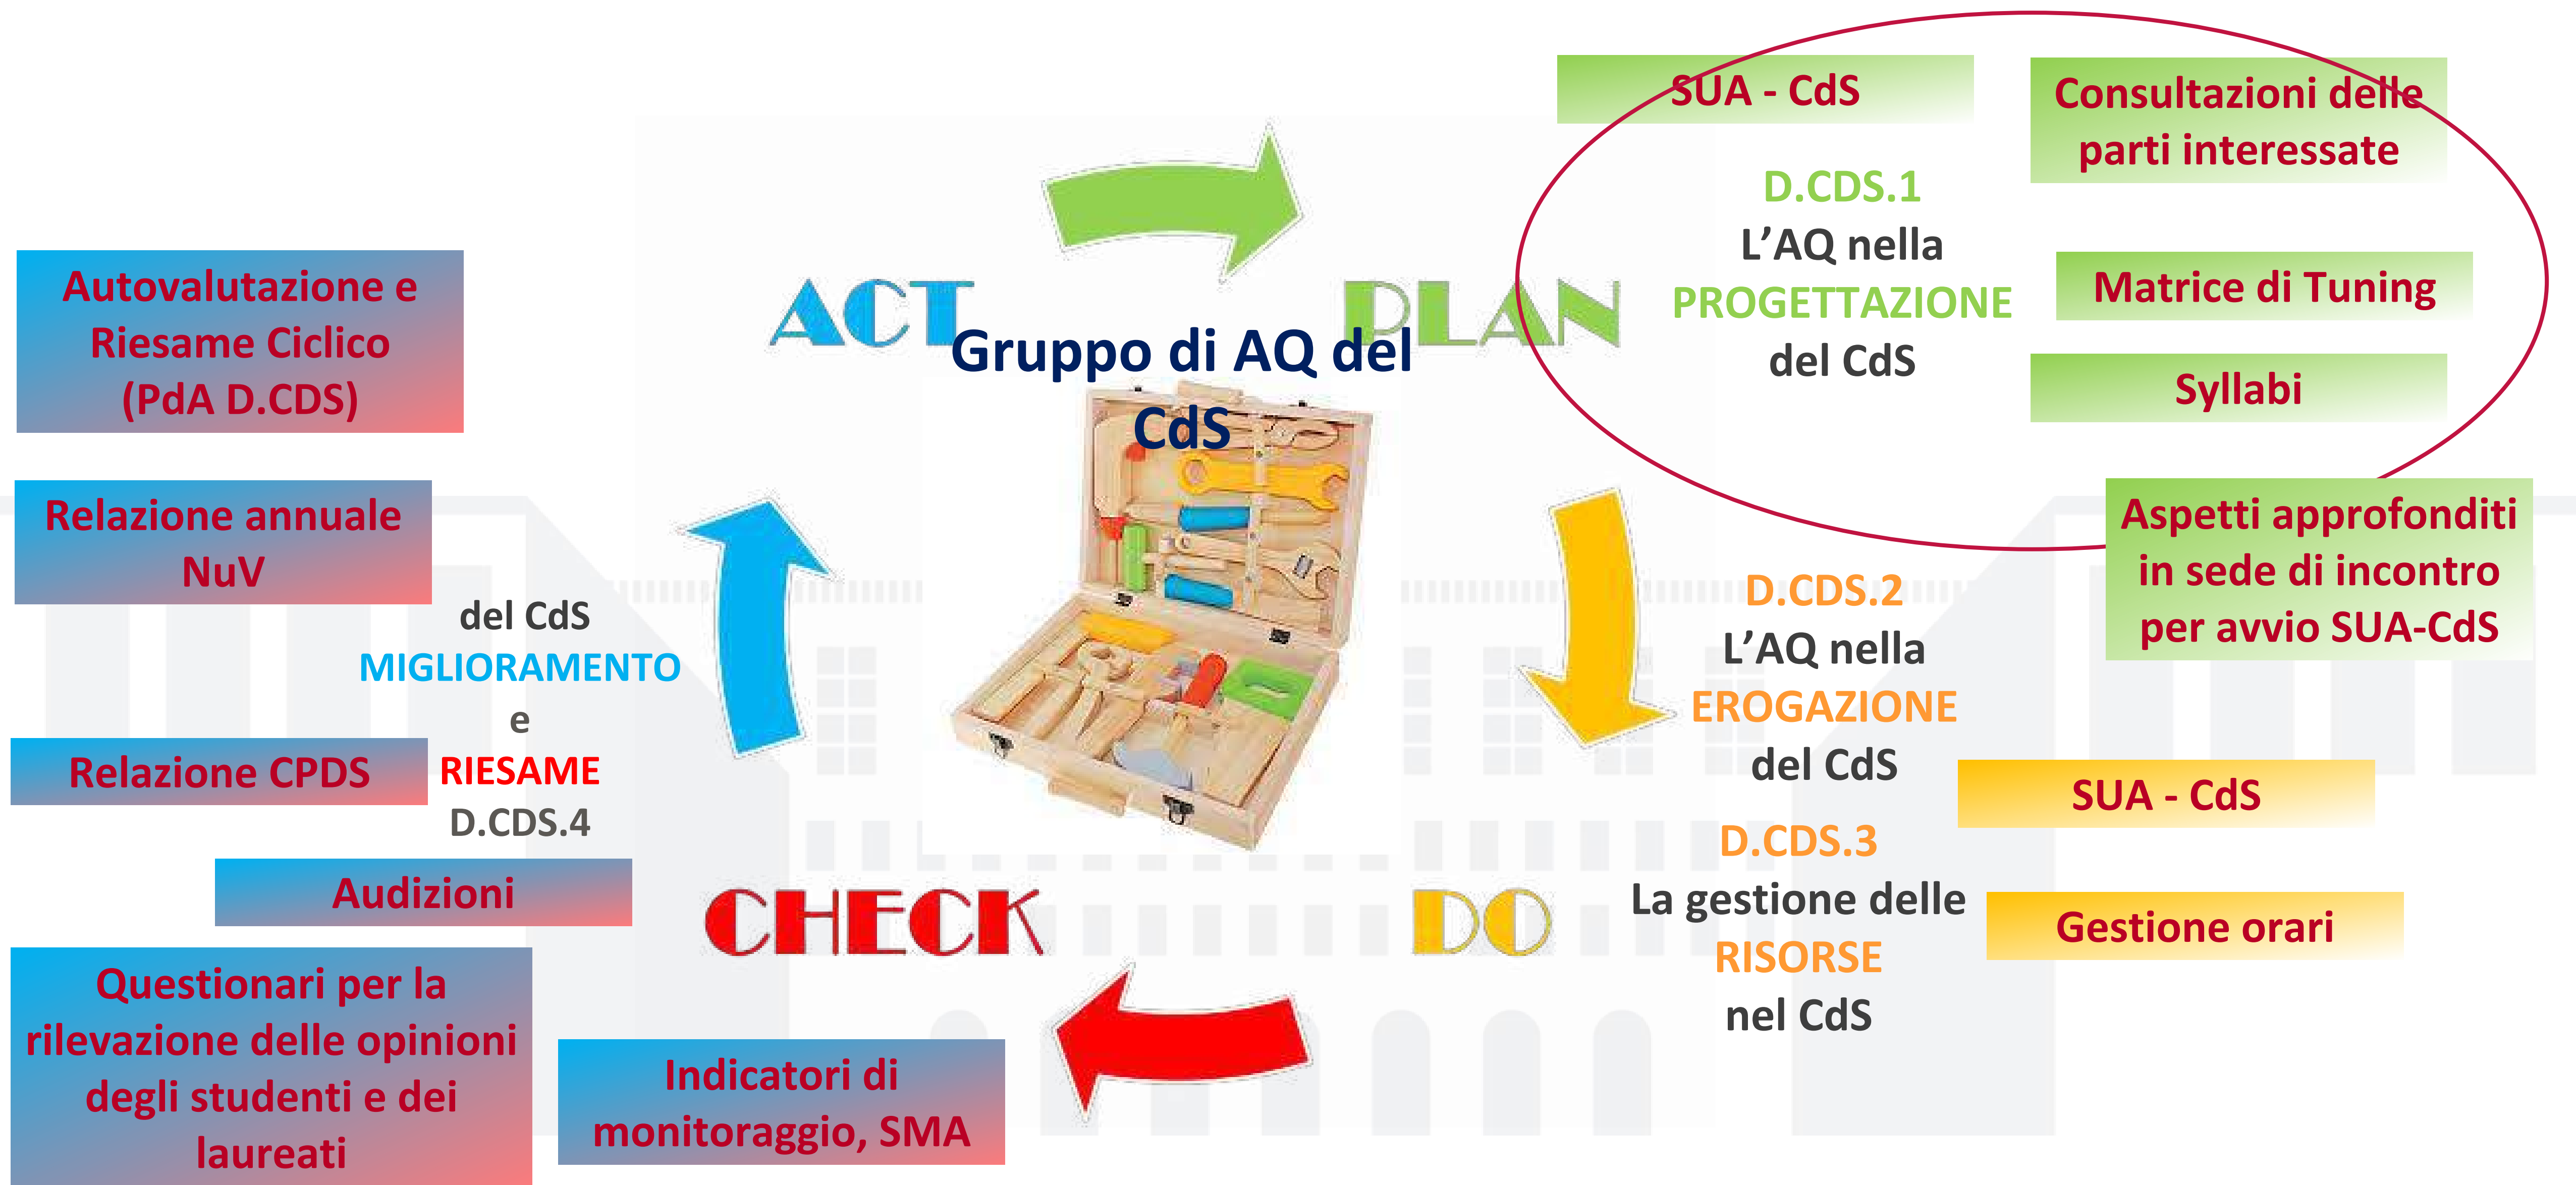 SUA - CdS
Consultazioni delle
parti interessate
D.CDS.1
L’AQ nella
PROGETTAZIONE
del CdS
Matrice di Tuning
Syllabi
Aspetti approfonditi
in sede di incontro
per avvio SUA-CdS
ACT
PLAN
Gruppo di AQ del
CdS
Autovalutazione e
Riesame Ciclico
(PdA D.CDS)
Relazione annuale
NuV
del CdS
MIGLIORAMENTO
e
RIESAME
D.CDS.4
Relazione CPDS
Audizioni
D.CDS.2
L’AQ nella
EROGAZIONE
del CdS
SUA - CdS
D.CDS.3
La gestione delle
RISORSE
nel CdS
Gestione orari
CHECK
DO
Questionari per la
rilevazione delle opinioni
degli studenti e dei
laureati
Indicatori di
monitoraggio, SMA